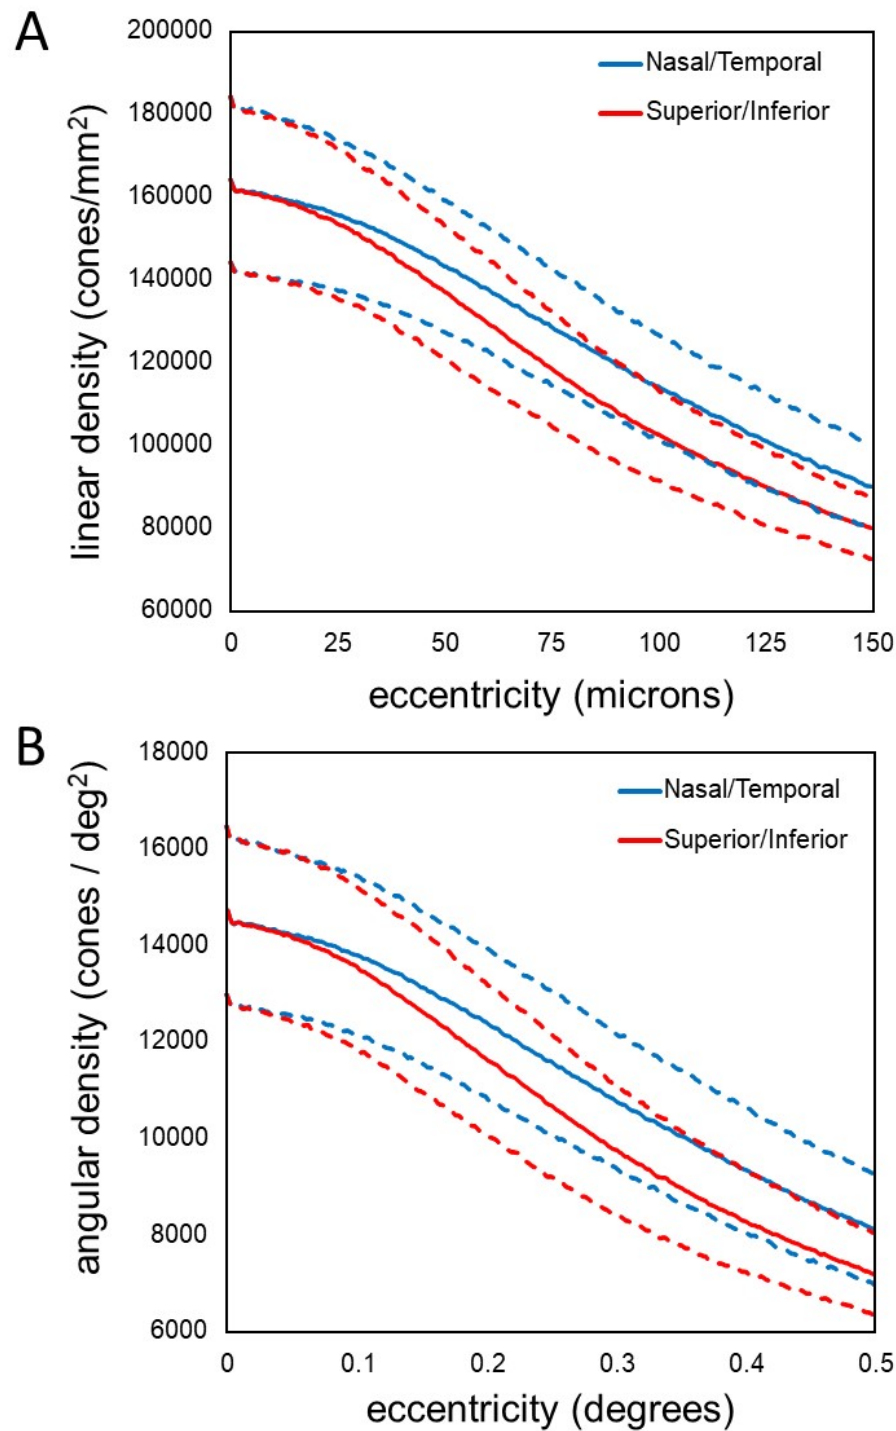 A
linear density (cones/mm²)
200000
180000
160000
140000
120000
100000
80000
60000
Nasal/Temporal
Superior/Inferior
0 25 50 75 100 125 150
eccentricity (microns)
B
angular density (cones / deg²)
18000
16000
14000
12000
10000
8000
6000
Nasal/Temporal
Superior/Inferior
0 0.1 0.2 0.3 0.4 0.5
eccentricity (degrees)